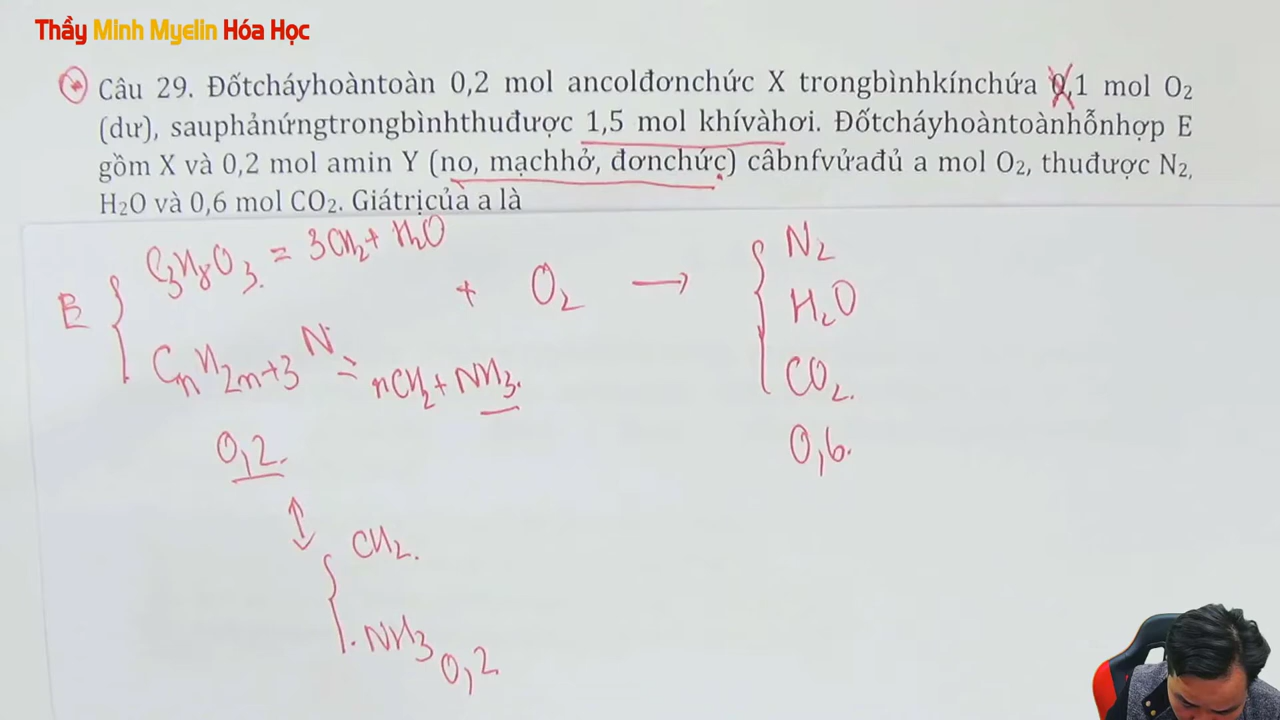 Thầy Minh Myelin Hóa Học
Câu 29. Đốtcháyhoàntoàn 0,2 mol ancolđơnchức X trongbìnhkínchứa 0,1 mol O₂
(dư), sauphảnứngtrongbìnhthuđược 1,5 mol khívàhơi. Đốtcháyhoàntoànhỗnhợp E
gồm X và 0,2 mol amin Y (no, mạchhở, đơnchức) câbnfvửađủ a mol O₂, thuđược N₂,
H₂O và 0,6 mol CO₂. Giátrịcủa a là
E { C₃H₈O₃. = 3CH₂ + H₂O
CₙH₂ₙ₊₃N = nCH₂ + NH₃.
+ O₂ → { N₂
H₂O
CO₂.
0,6.
0,2.
↕
{ CH₂.
NH₃ 0,2